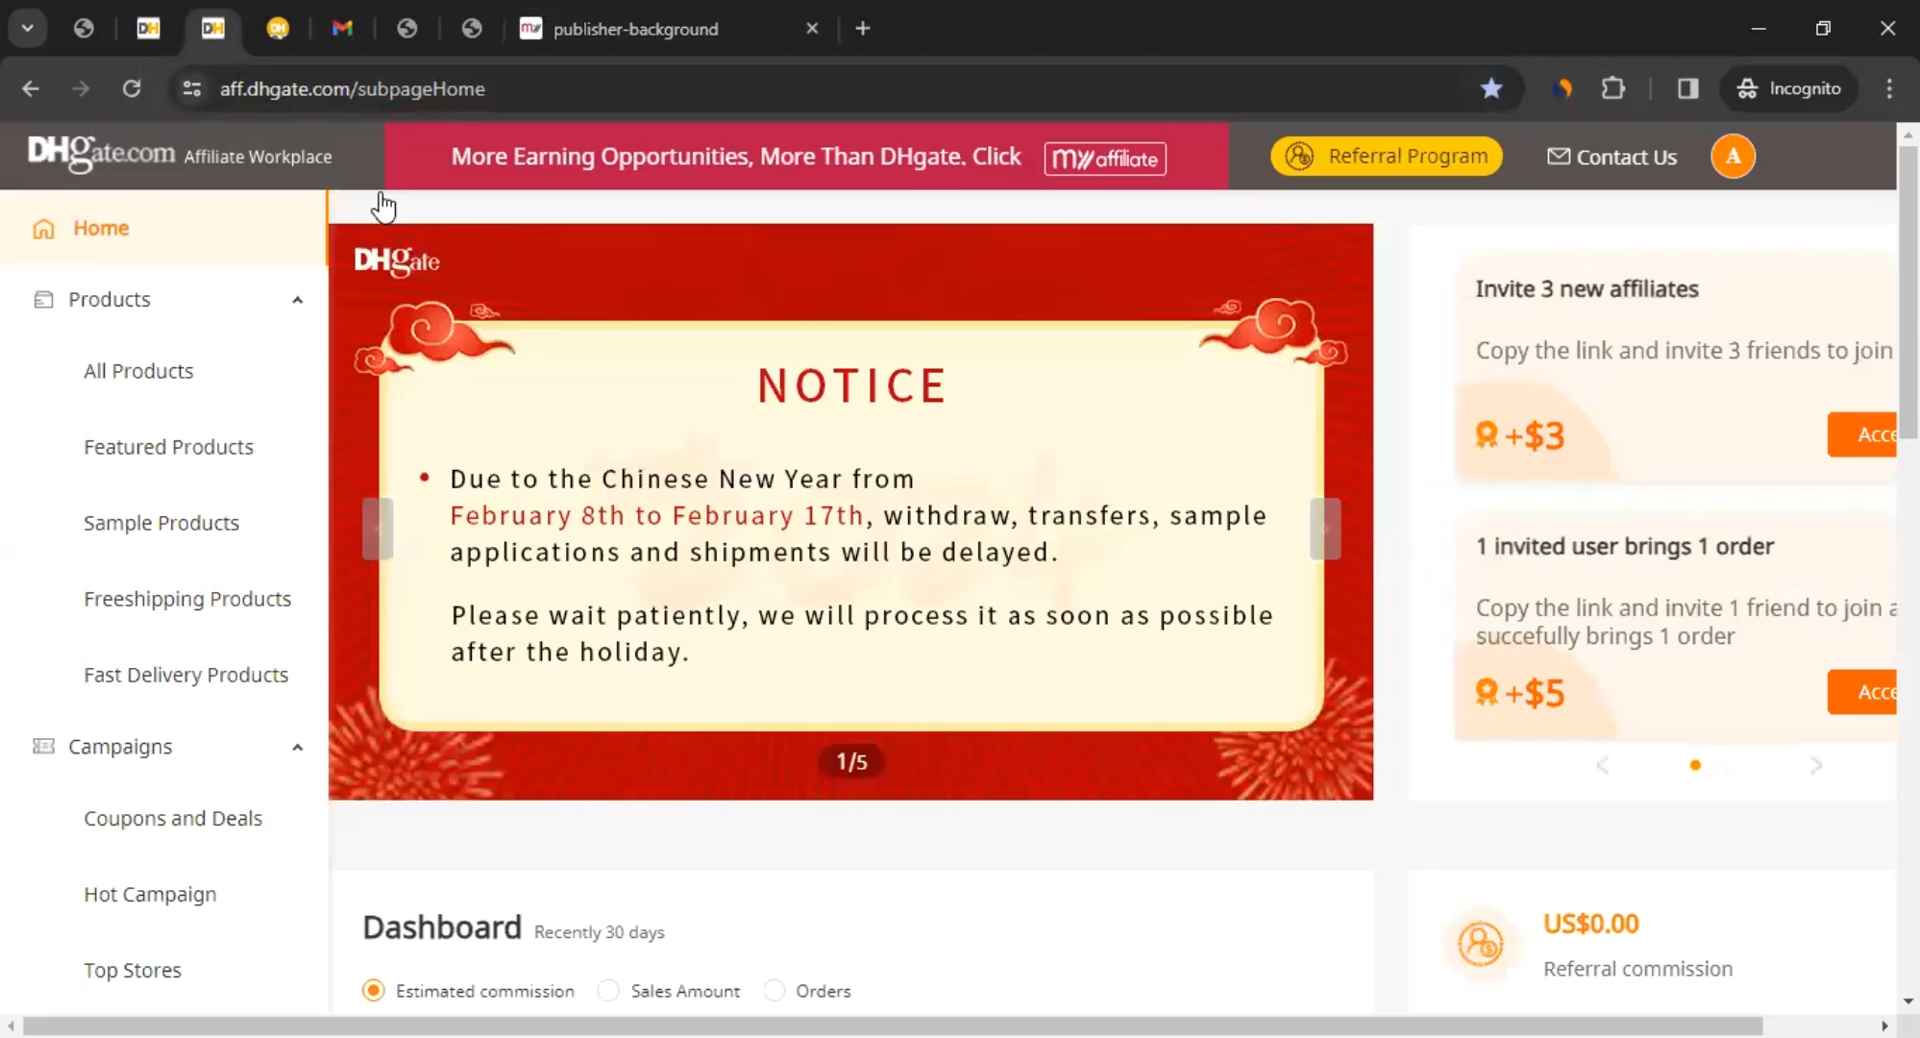 DH
DH
DH
my
publisher-background
aff.dhgate.com/subpageHome
Incognito
DHgate.com Affiliate Workplace
More Earning Opportunities, More Than DHgate. Click
my affiliate
Referral Program
Contact Us
A
Home
Products
All Products
Featured Products
Sample Products
Freeshipping Products
Fast Delivery Products
Campaigns
Coupons and Deals
Hot Campaign
Top Stores
DHgate
NOTICE
• Due to the Chinese New Year from
February 8th to February 17th, withdraw, transfers, sample
applications and shipments will be delayed.
Please wait patiently, we will process it as soon as possible
after the holiday.
1/5
Invite 3 new affiliates
Copy the link and invite 3 friends to join
+$3
Acce
1 invited user brings 1 order
Copy the link and invite 1 friend to join a
succefully brings 1 order
+$5
Acce
Dashboard Recently 30 days
Estimated commission
Sales Amount
Orders
US$0.00
Referral commission